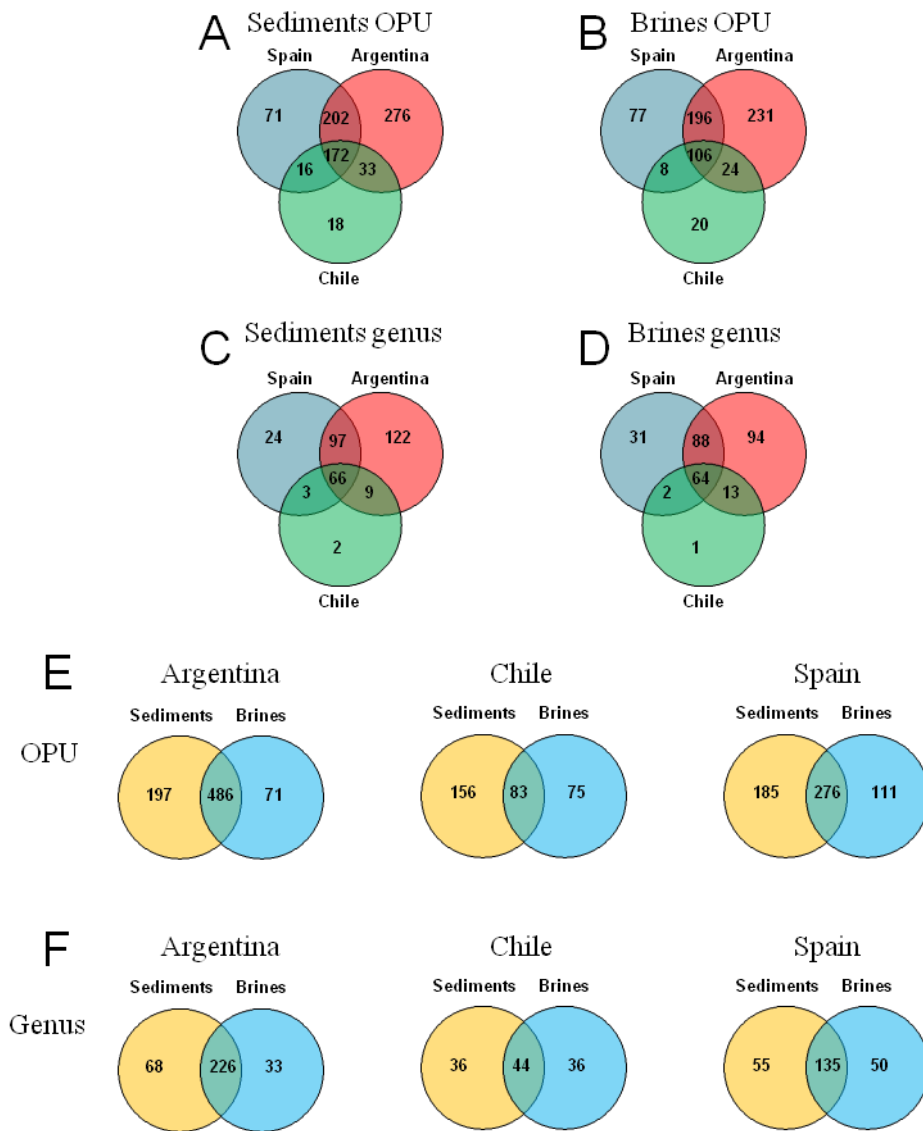 A Sediments OPU
Spain Argentina
71 202 276
172
16 33
18
Chile
B Brines OPU
Spain Argentina
77 196 231
106
8 24
20
Chile
C Sediments genus
Spain Argentina
24 97 122
66
3 9
2
Chile
D Brines genus
Spain Argentina
31 88 94
64
2 13
1
Chile
E Argentina Chile Spain
Sediments Brines Sediments Brines Sediments Brines
OPU
197 486 71 156 83 75 185 276 111
F Argentina Chile Spain
Sediments Brines Sediments Brines Sediments Brines
Genus
68 226 33 36 44 36 55 135 50